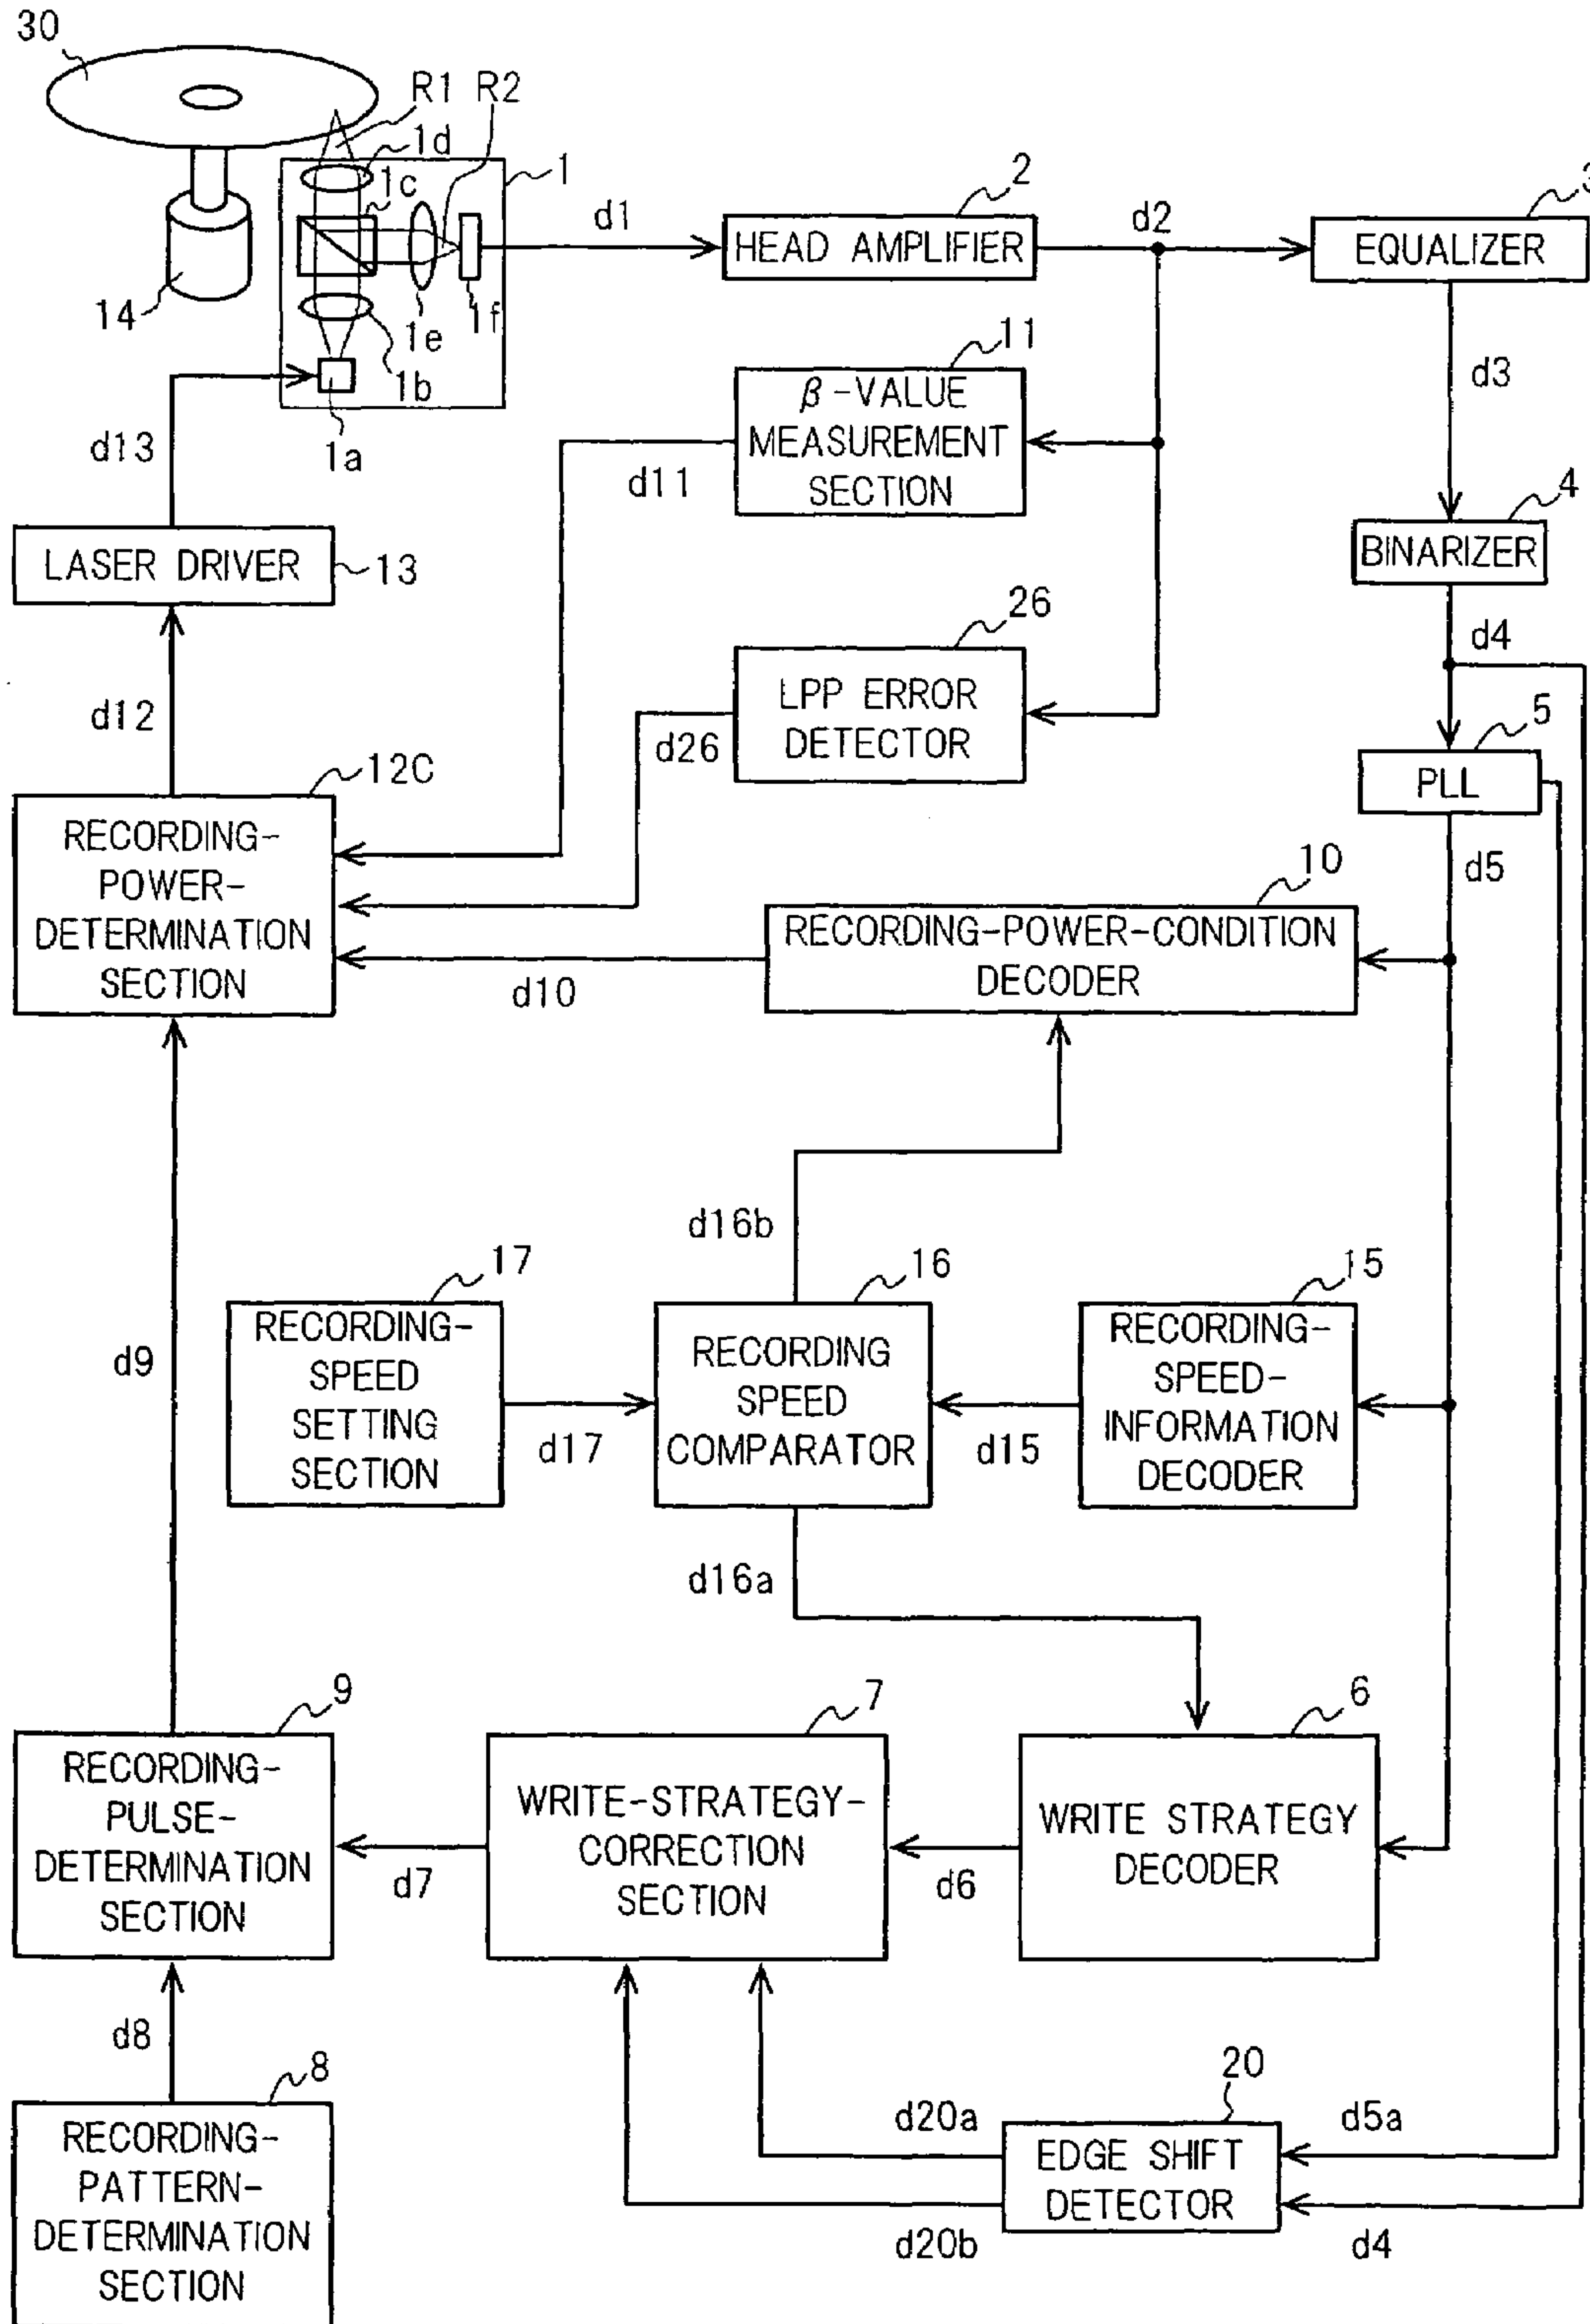 30
R1 R2
1d
1c
1
2
3
d1
HEAD AMPLIFIER
d2
EQUALIZER
14
1e
1f
1b
1a
11
β-VALUE
MEASUREMENT
SECTION
d3
d13
d11
4
LASER DRIVER
13
BINARIZER
26
d4
LPP ERROR
DETECTOR
d12
d26
5
PLL
12C
RECORDING-
POWER-
DETERMINATION
SECTION
d5
10
RECORDING-POWER-CONDITION
DECODER
d10
d16b
17
16
15
RECORDING-
SPEED
SETTING
SECTION
d17
RECORDING
SPEED
COMPARATOR
d15
RECORDING-
SPEED-
INFORMATION
DECODER
d9
d16a
9
7
6
RECORDING-
PULSE-
DETERMINATION
SECTION
d7
WRITE-STRATEGY-
CORRECTION
SECTION
d6
WRITE STRATEGY
DECODER
d8
8
20
RECORDING-
PATTERN-
DETERMINATION
SECTION
d20a
d20b
EDGE SHIFT
DETECTOR
d5a
d4